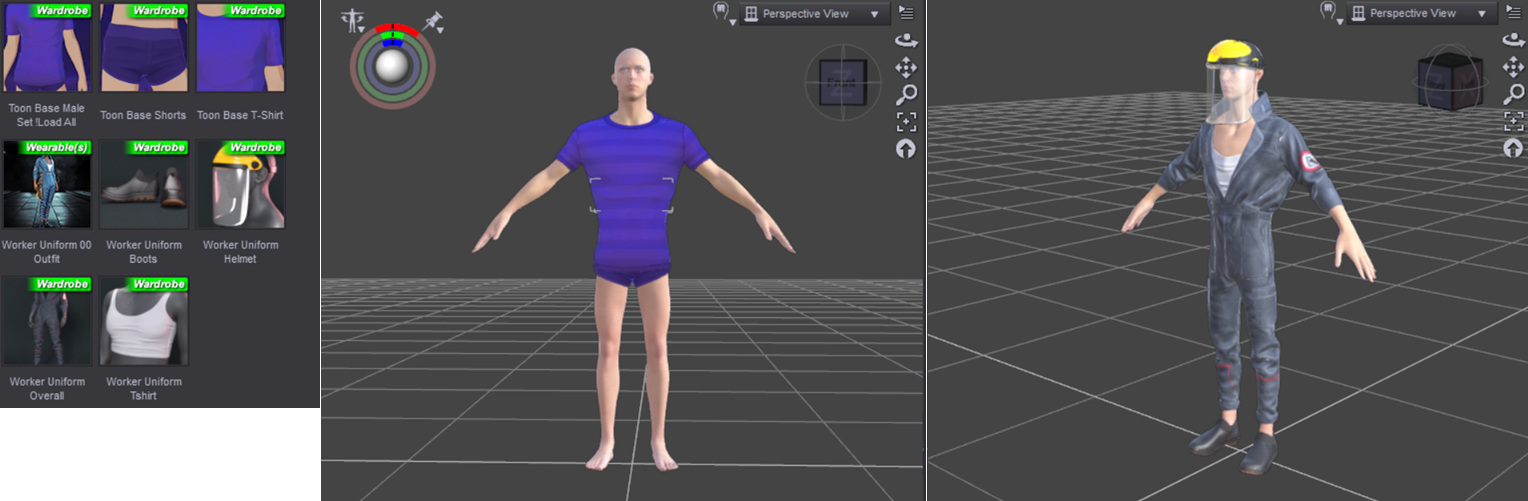 Wardrobe
Wardrobe
Wardrobe
Toon Base Male
Set !Load All
Toon Base Shorts
Toon Base T-Shirt
Wearable(s)
Wardrobe
Wardrobe
Worker Uniform 00
Outfit
Worker Uniform
Boots
Worker Uniform
Helmet
Wardrobe
Wardrobe
Worker Uniform
Overall
Worker Uniform
Tshirt
Perspective View
Front
Perspective View